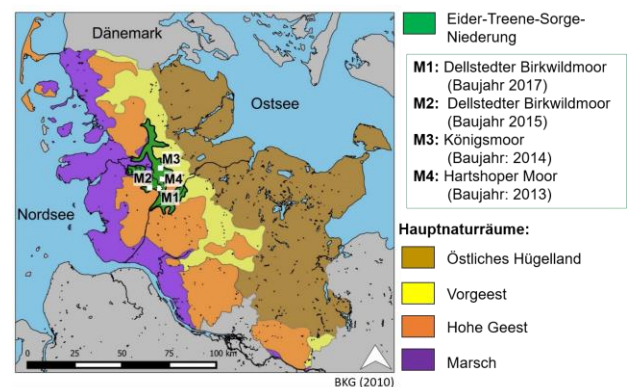 Dänemark
Ostsee
Nordsee
M3
M2
M4
M1
0 25 50 75 100 km
BKG (2010)
Eider-Treene-Sorge-
Niederung
M1: Dellstedter Birkwildmoor
(Baujahr 2017)
M2: Dellstedter Birkwildmoor
(Baujahr 2015)
M3: Königsmoor
(Baujahr: 2014)
M4: Hartshoper Moor
(Baujahr: 2013)
Hauptnaturräume:
Östliches Hügelland
Vorgeest
Hohe Geest
Marsch